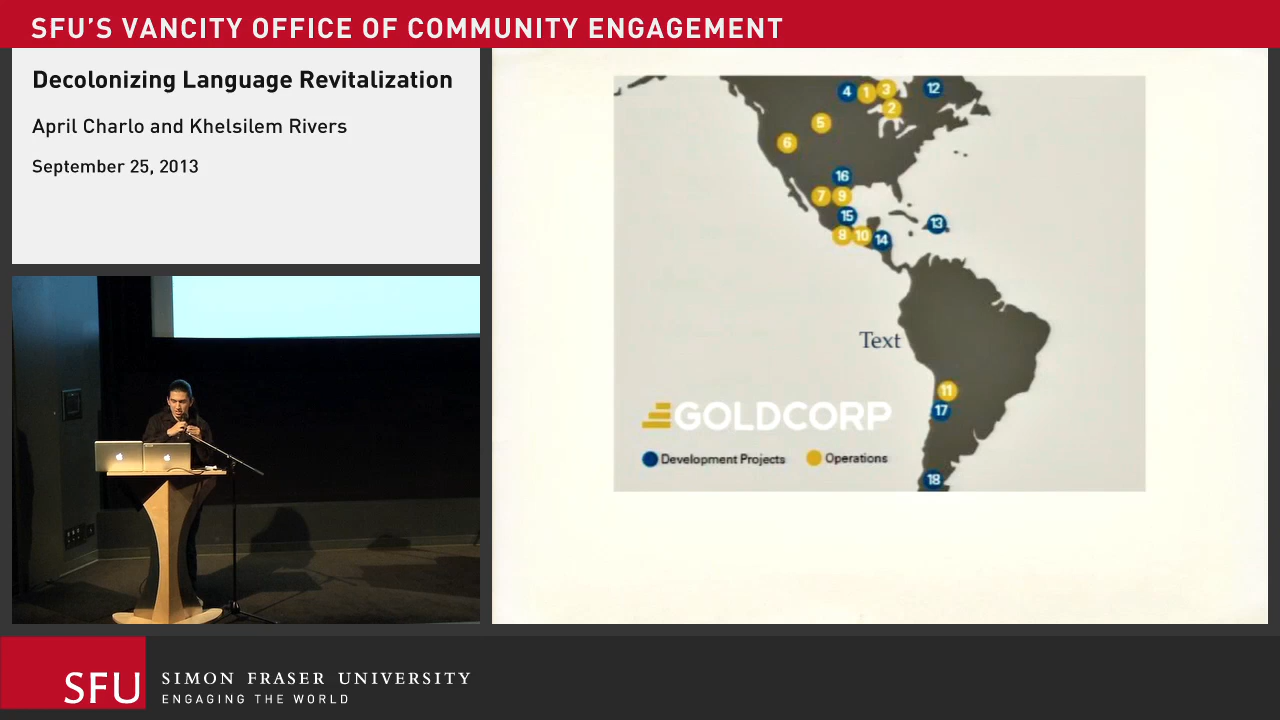 SFU'S VANCITY OFFICE OF COMMUNITY ENGAGEMENT
Decolonizing Language Revitalization
April Charlo and Khelsilem Rivers
September 25, 2013
4 1 3 12
2
5
6
16
7 9
15 13
8 10 14
Text
11
17
GOLDCORP
Development Projects Operations
18
SFU SIMON FRASER UNIVERSITY
ENGAGING THE WORLD